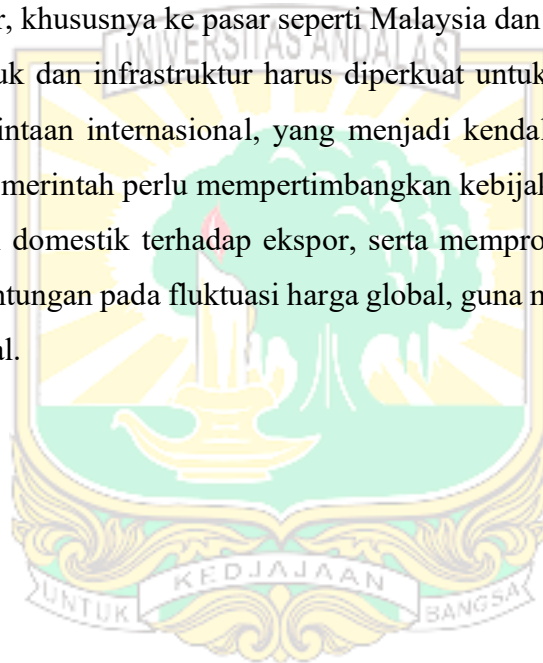 r, khususnya ke pasar seperti Malaysia dan
UNIVERSITAS ANDALAS
uk dan infrastruktur harus diperkuat untuk
intaan internasional, yang menjadi kendal
merintah perlu mempertimbangkan kebijak
domestik terhadap ekspor, serta mempro
ntungan pada fluktuasi harga global, guna m
al.
KEDJAJAAN
UNTUK
BANGSA